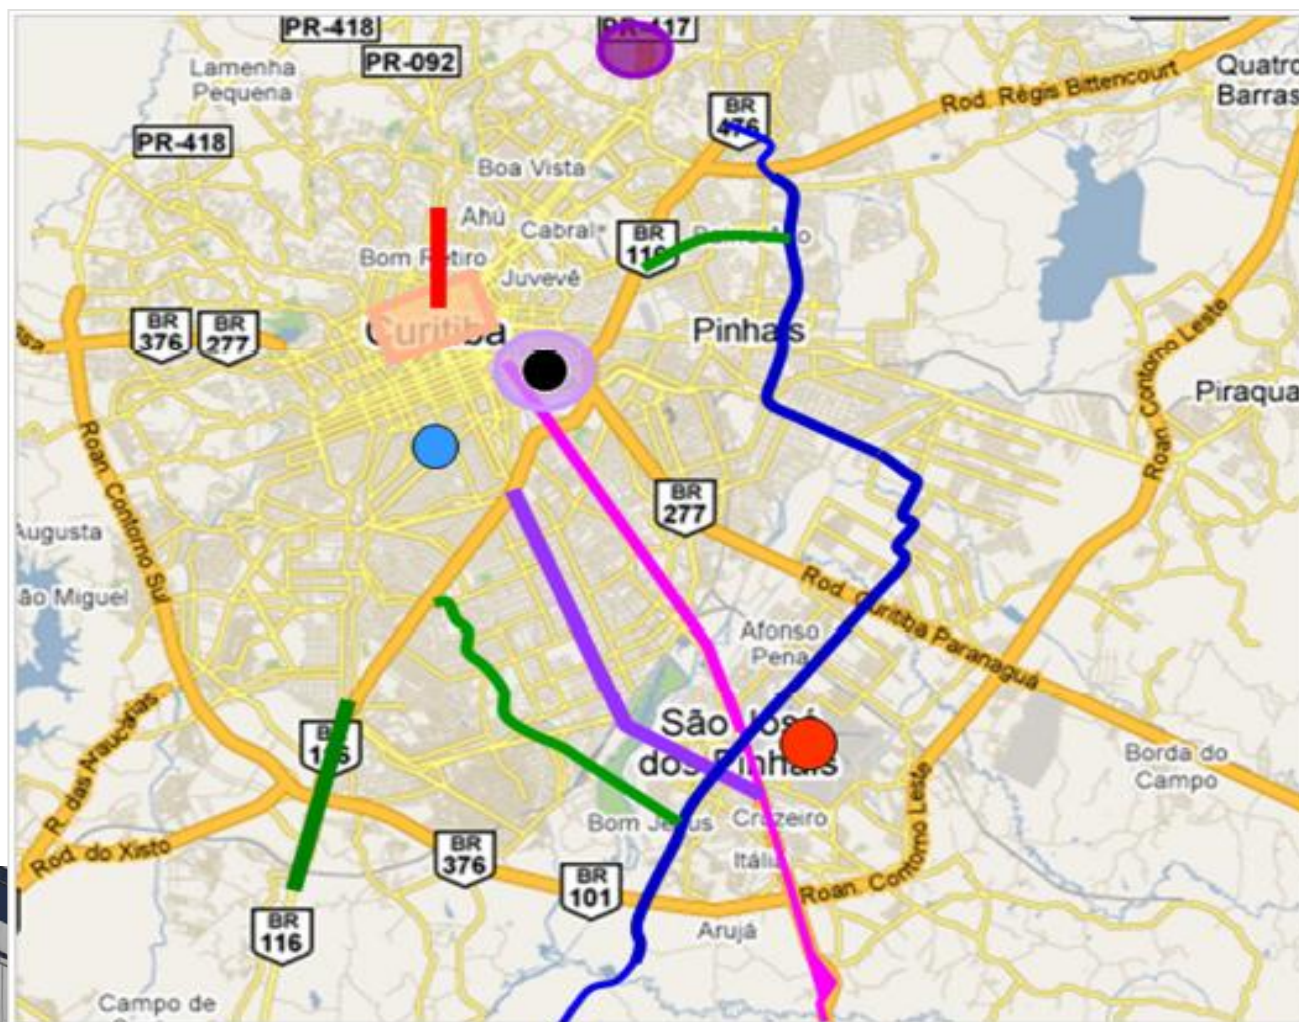 PR-418
PR-417
PR-092
Lamenha
Pequena
Quatro
Barras
Rod. Régis Bittencourt
BR
476
PR-418
Boa Vista
Ahú
Cabral
BR
116
Bom Retiro
Juvevê
BR
376
BR
277
Curitiba
Pinhais
Roan. Contorno Leste
Piraqua
Roan. Contorno Sul
BR
277
Augusta
ão Miguel
Rod. Curitiba Paranaguá
Afonso
Pena
São José
dos Pinhais
R. das Araucárias
BR
116
Borda do
Campo
Bom Jesus
Cruzeiro
Rod. do Xisto
BR
376
Itália
BR
101
Roan. Contorno Leste
BR
116
Arujá
Campo de